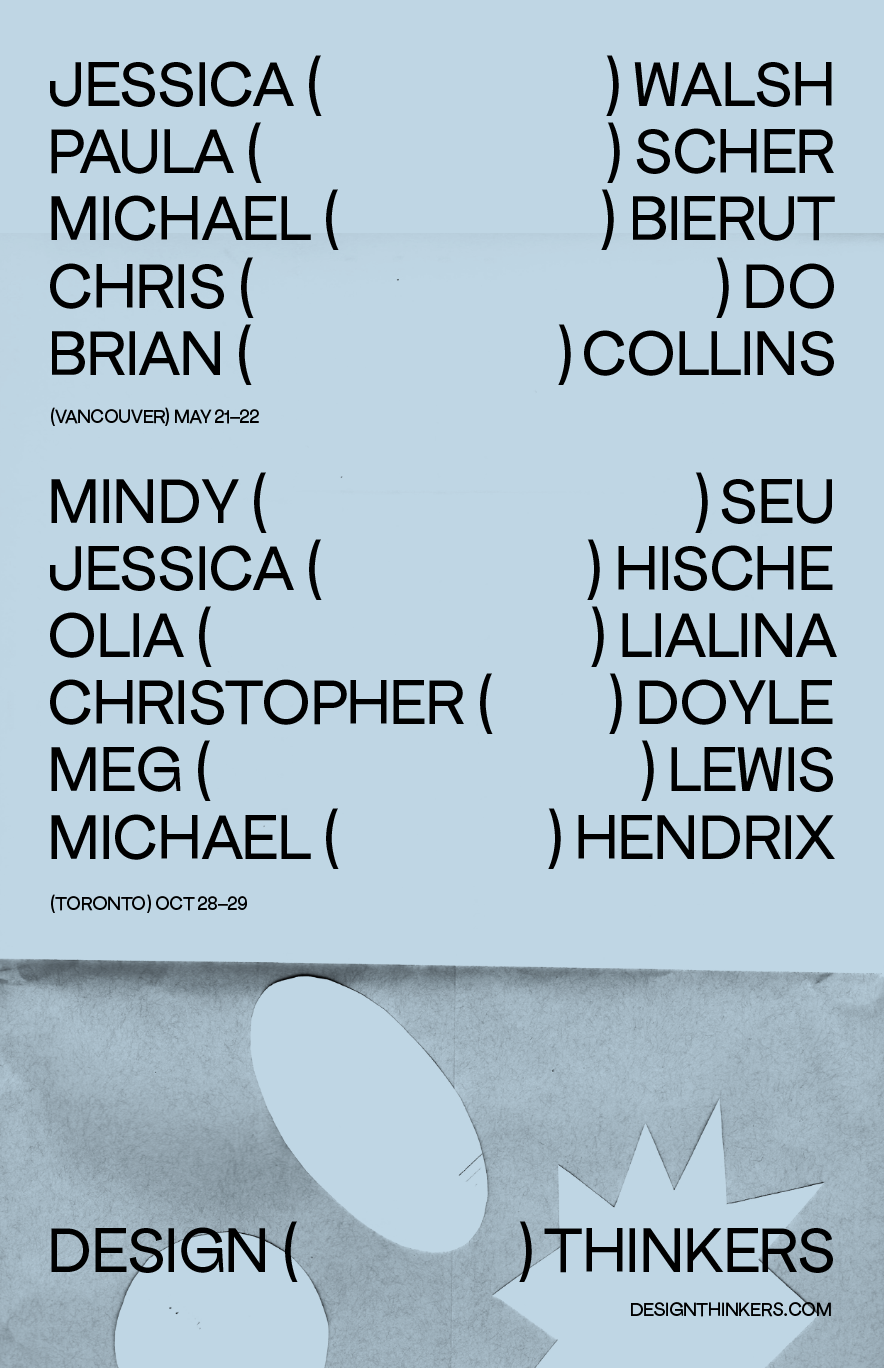 JESSICA ( ) WALSH
PAULA ( ) SCHER
MICHAEL ( ) BIERUT
CHRIS ( ) DO
BRIAN ( ) COLLINS
(VANCOUVER) MAY 21–22
MINDY ( ) SEU
JESSICA ( ) HISCHE
OLIA ( ) LIALINA
CHRISTOPHER ( ) DOYLE
MEG ( ) LEWIS
MICHAEL ( ) HENDRIX
(TORONTO) OCT 28–29
DESIGN ( ) THINKERS
DESIGNTHINKERS.COM